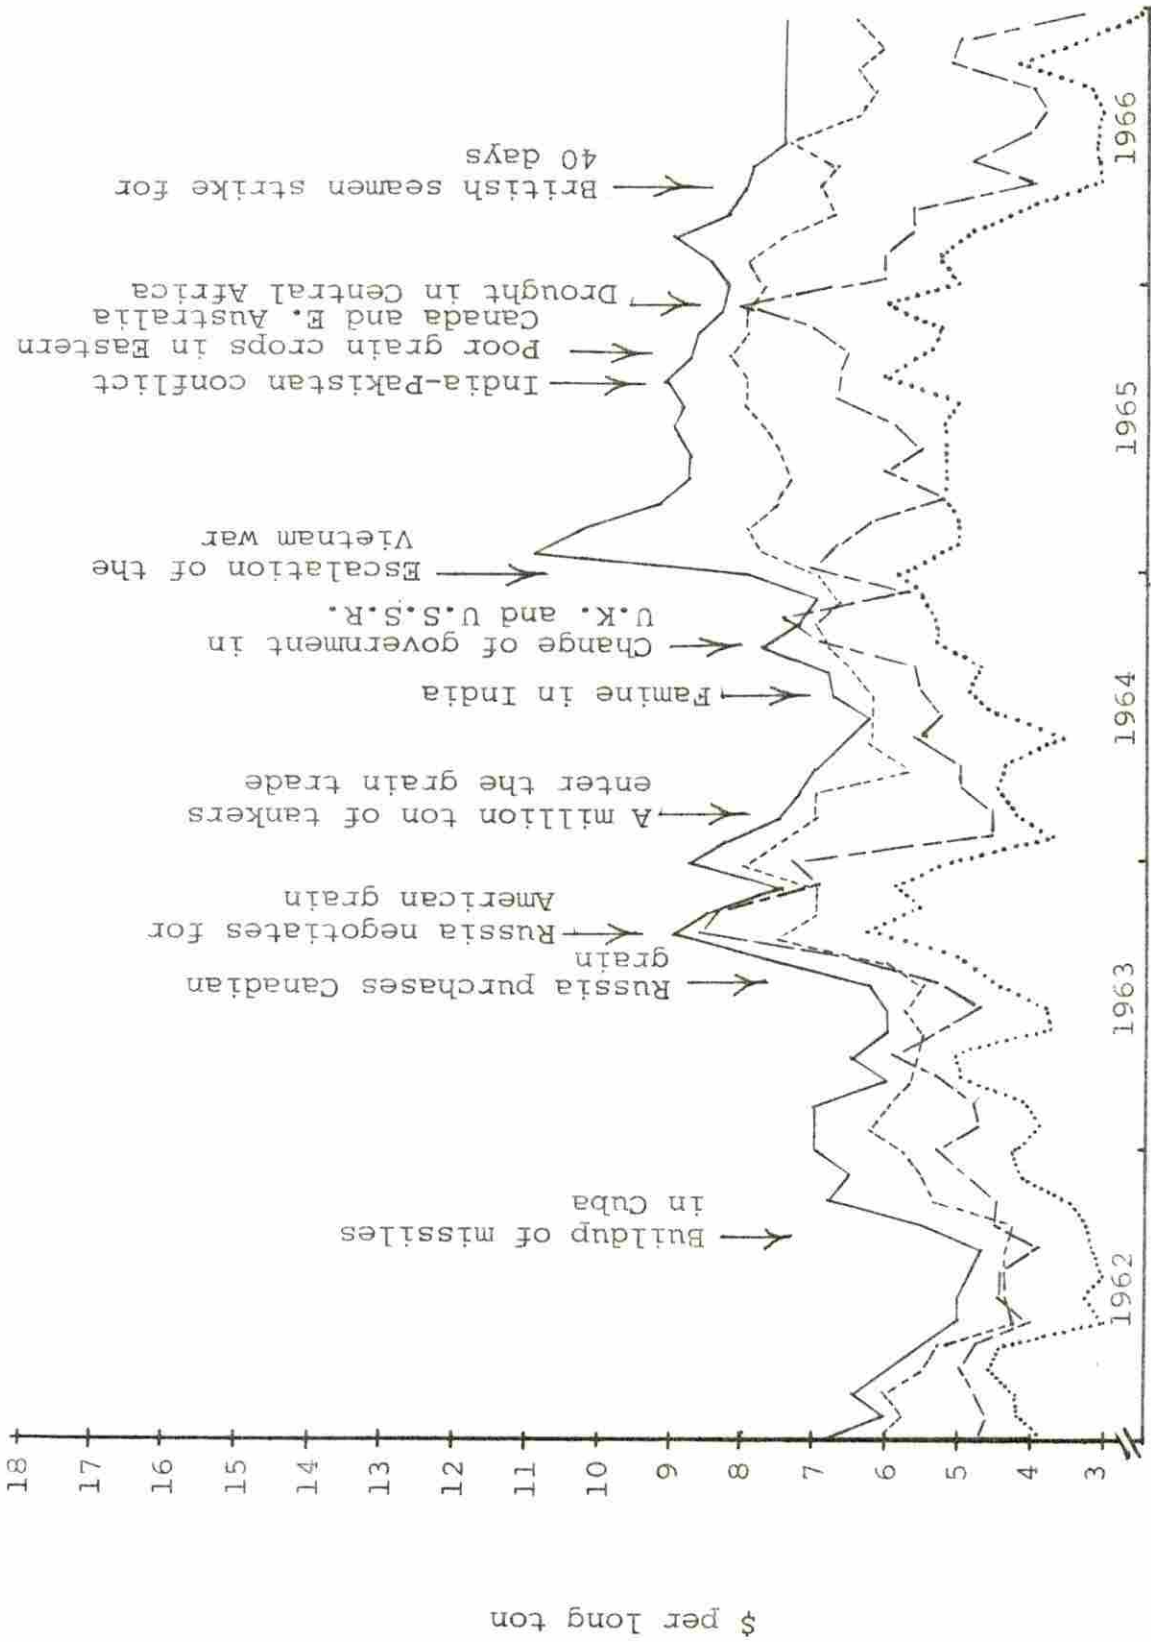 $ per long ton
18
17
16
15
14
13
12
11
10
9
8
7
6
5
4
3
Buildup of missiles
in Cuba
Russia purchases Canadian
grain
Russia negotiates for
American grain
A million ton of tankers
enter the grain trade
Famine in India
Change of government in
U.K. and U.S.S.R.
Escalation of the
Vietnam war
India-Pakistan conflict
Poor grain crops in Eastern
Canada and E. Australia
Drought in Central Africa
British seamen strike for
40 days
1962
1963
1964
1965
1966